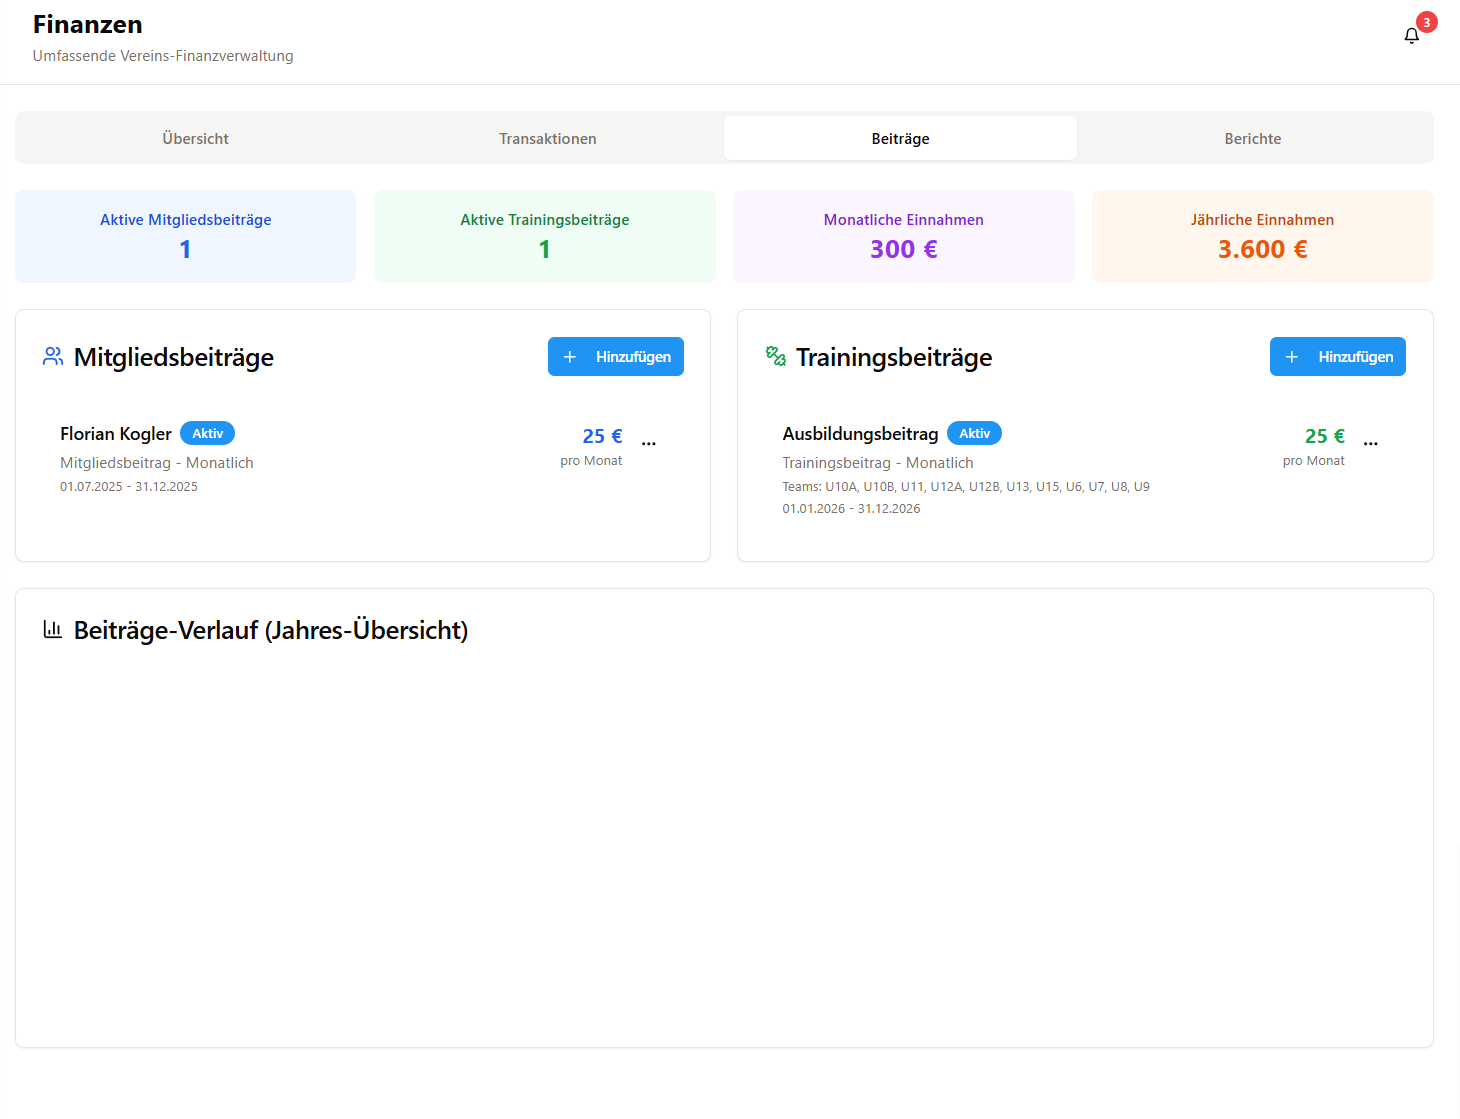 Finanzen
Umfassende Vereins-Finanzverwaltung
3
Übersicht
Transaktionen
Beiträge
Berichte
Aktive Mitgliedsbeiträge
1
Aktive Trainingsbeiträge
1
Monatliche Einnahmen
300 €
Jährliche Einnahmen
3.600 €
Mitgliedsbeiträge
+ Hinzufügen
Florian Kogler Aktiv
25 €
...
Mitgliedsbeitrag - Monatlich
pro Monat
01.07.2025 - 31.12.2025
Trainingsbeiträge
+ Hinzufügen
Ausbildungsbeitrag Aktiv
25 €
...
Trainingsbeitrag - Monatlich
pro Monat
Teams: U10A, U10B, U11, U12A, U12B, U13, U15, U6, U7, U8, U9
01.01.2026 - 31.12.2026
Beiträge-Verlauf (Jahres-Übersicht)